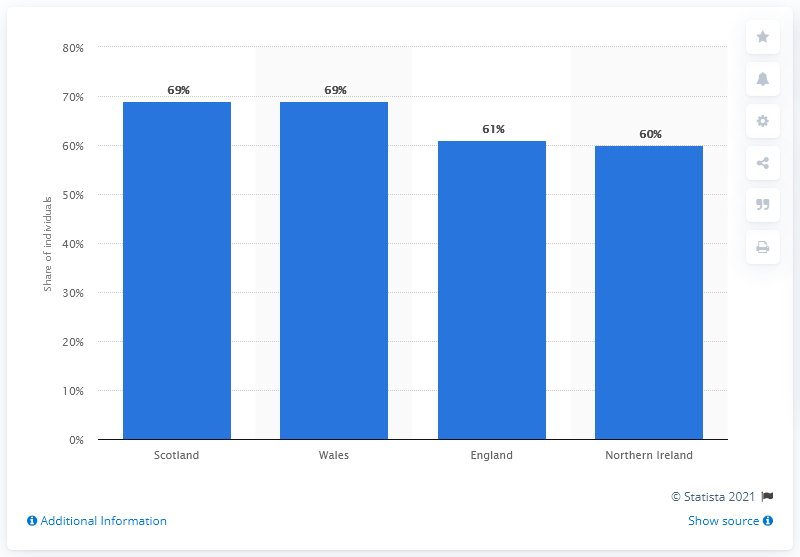 80%
70%
60%
50%
40%
30%
20%
10%
0%
Share of individuals
69%
69%
61%
60%
Scotland
Wales
England
Northern Ireland
© Statista 2021
Additional Information
Show source